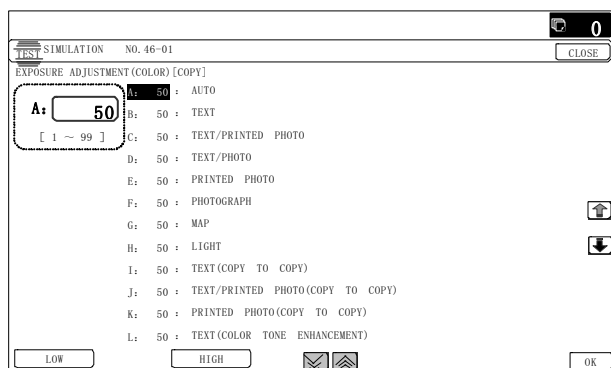 0
TEST SIMULATION NO. 46-01
CLOSE
EXPOSURE ADJUSTMENT(COLOR)[COPY]
A: 50
[ 1 ~ 99 ]
A: 50 : AUTO
B: 50 : TEXT
C: 50 : TEXT/PRINTED PHOTO
D: 50 : TEXT/PHOTO
E: 50 : PRINTED PHOTO
F: 50 : PHOTOGRAPH
G: 50 : MAP
H: 50 : LIGHT
I: 50 : TEXT(COPY TO COPY)
J: 50 : TEXT/PRINTED PHOTO(COPY TO COPY)
K: 50 : PRINTED PHOTO(COPY TO COPY)
L: 50 : TEXT(COLOR TONE ENHANCEMENT)
LOW
HIGH
OK